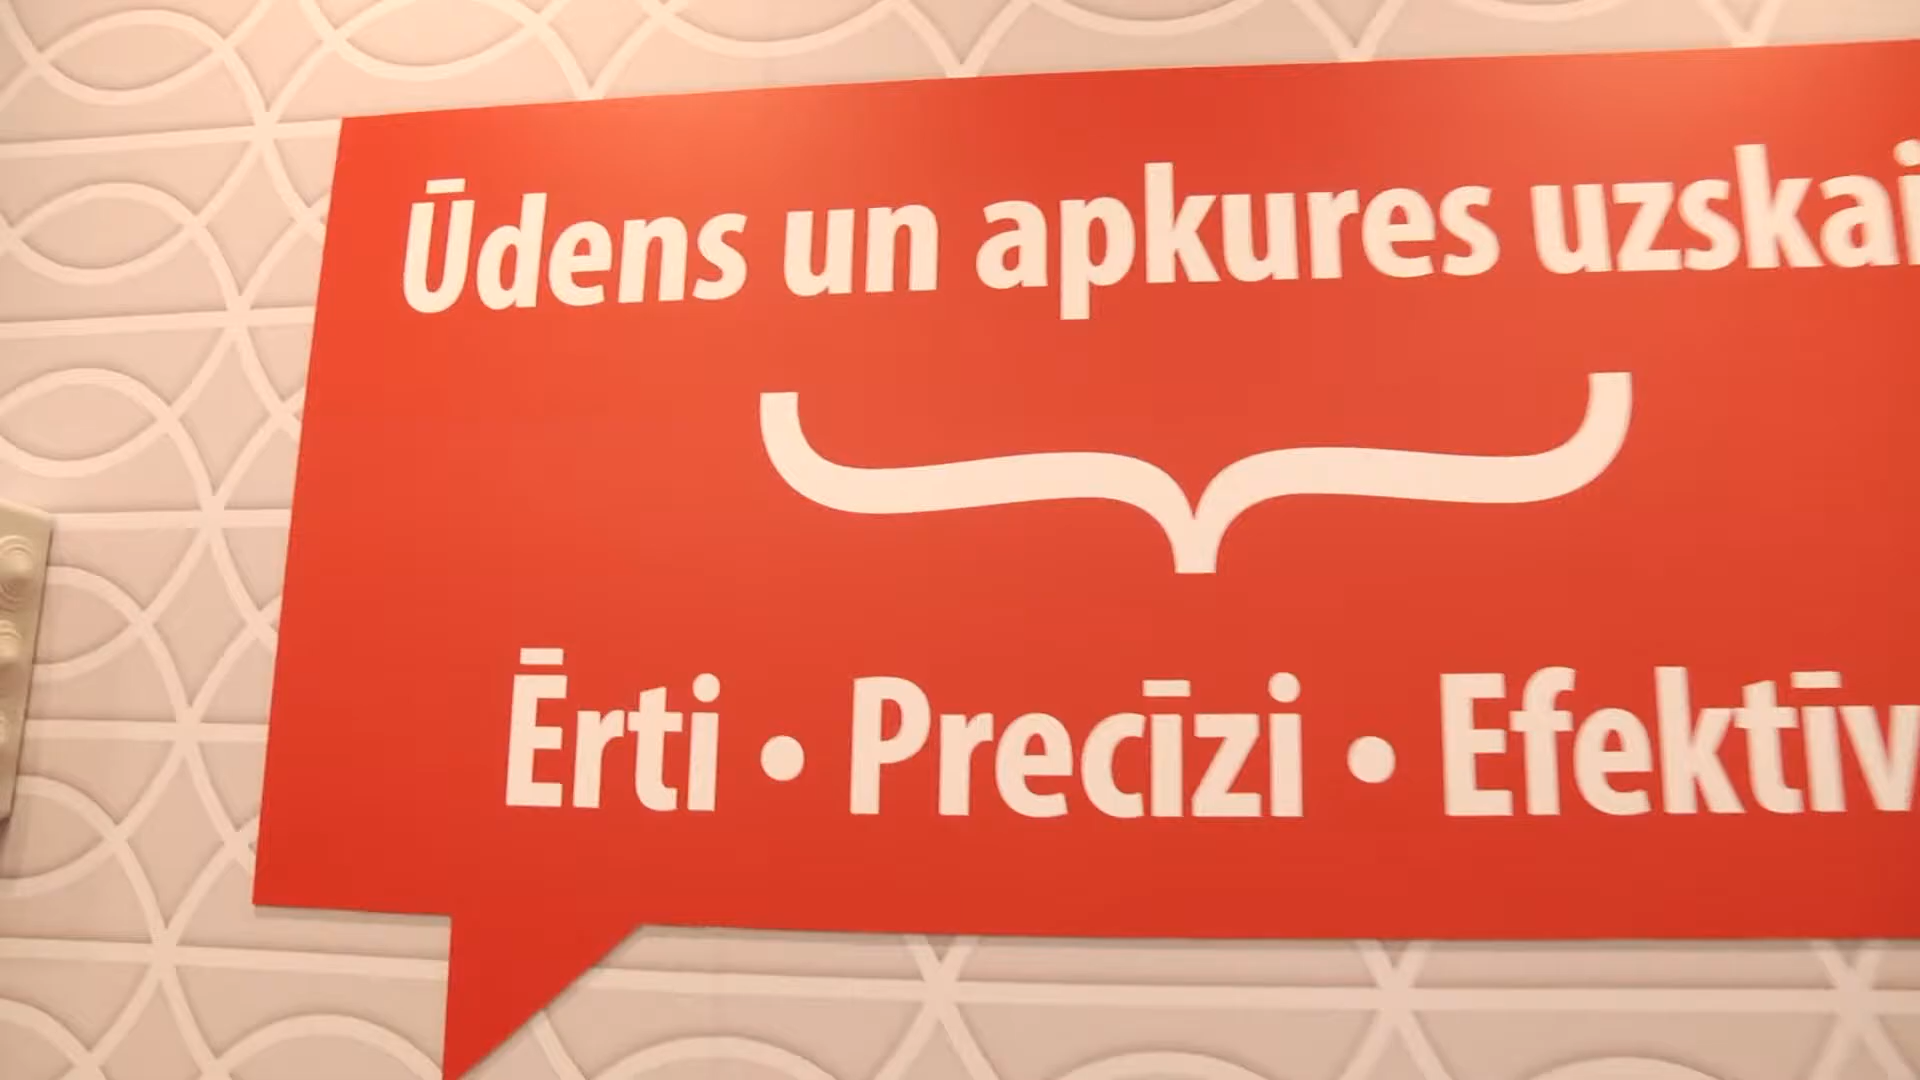 Ūdens un apkures uzskai
Ērti • Precīzi • Efektīv